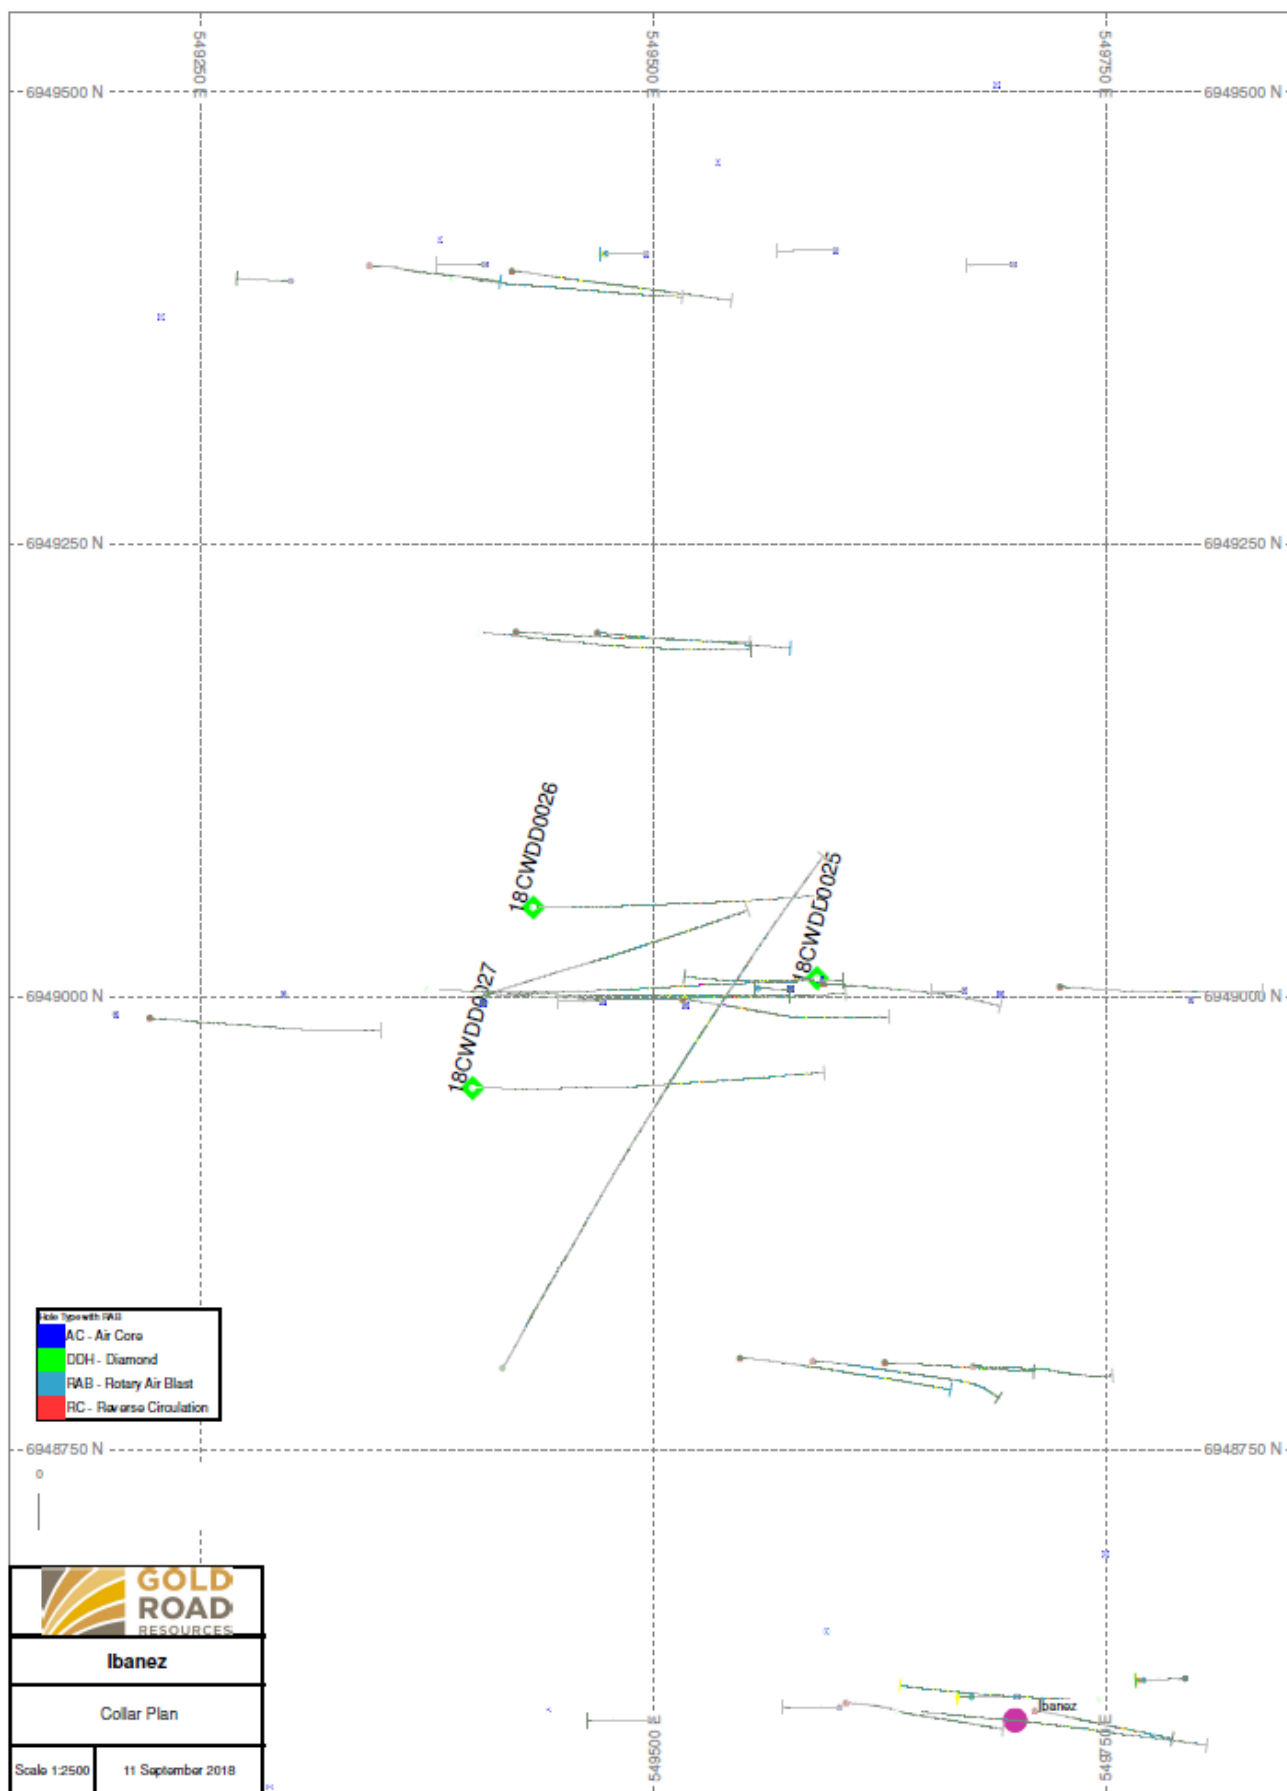 549250 E
549500 E
549750 E
6949500 N
6949500 N
6949250 N
6949250 N
18CWDD0026
18CWDD0025
18CWDD0027
6949000 N
6949000 N
Hole Type with RAB
AC - Air Core
DDH - Diamond
RAB - Rotary Air Blast
RC - Reverse Circulation
6948750 N
6948750 N
0
GOLD
ROAD
RESOURCES
Ibanez
Collar Plan
Scale 1:2500
11 September 2018
Ibanez
549500 E
549750 E